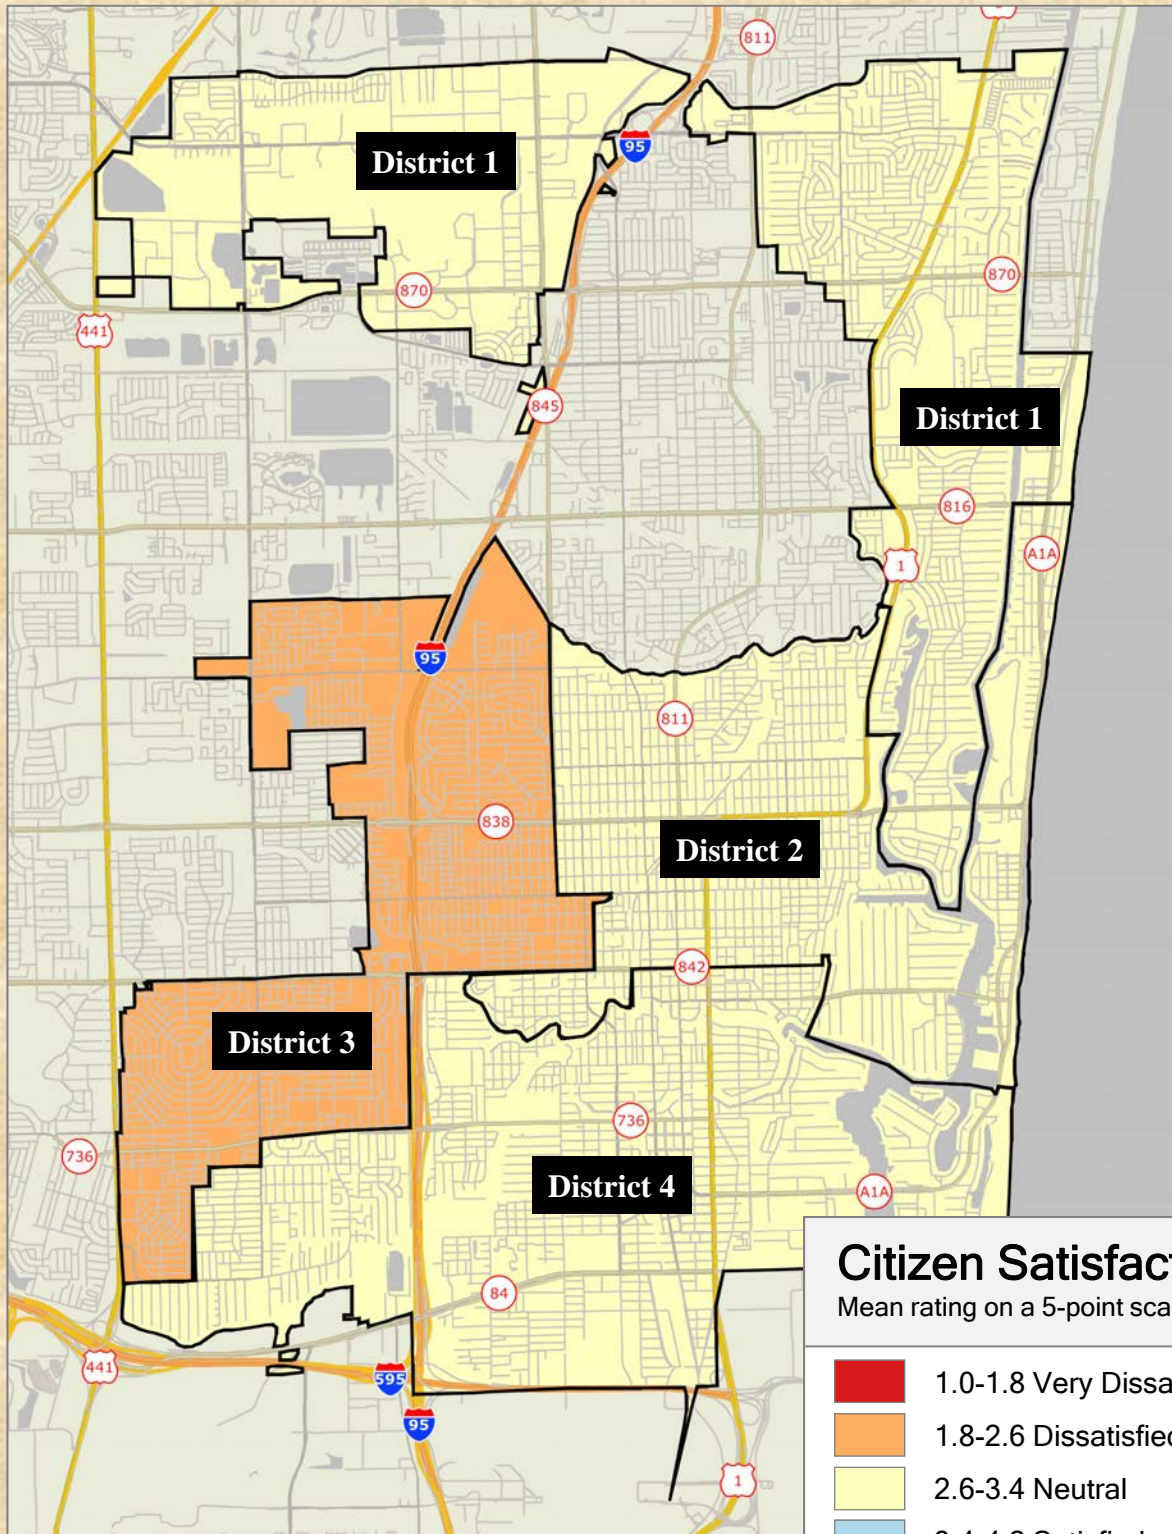 811
95
District 1
870
870
441
845
District 1
816
A1A
1
95
811
838
District 2
842
District 3
736
736
District 4
A1A
84
441
595
95
1
Citizen Satisfac
Mean rating on a 5-point sca
1.0-1.8 Very Dissa
1.8-2.6 Dissatisfied
2.6-3.4 Neutral